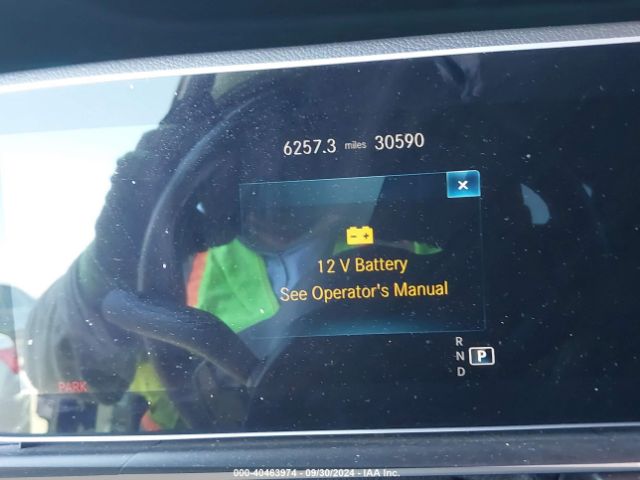 6257.3 miles 30590
×
12 V Battery
See Operator's Manual
R
N P
D
PARK
000-40463974 - 09/30/2024 - IAA Inc.